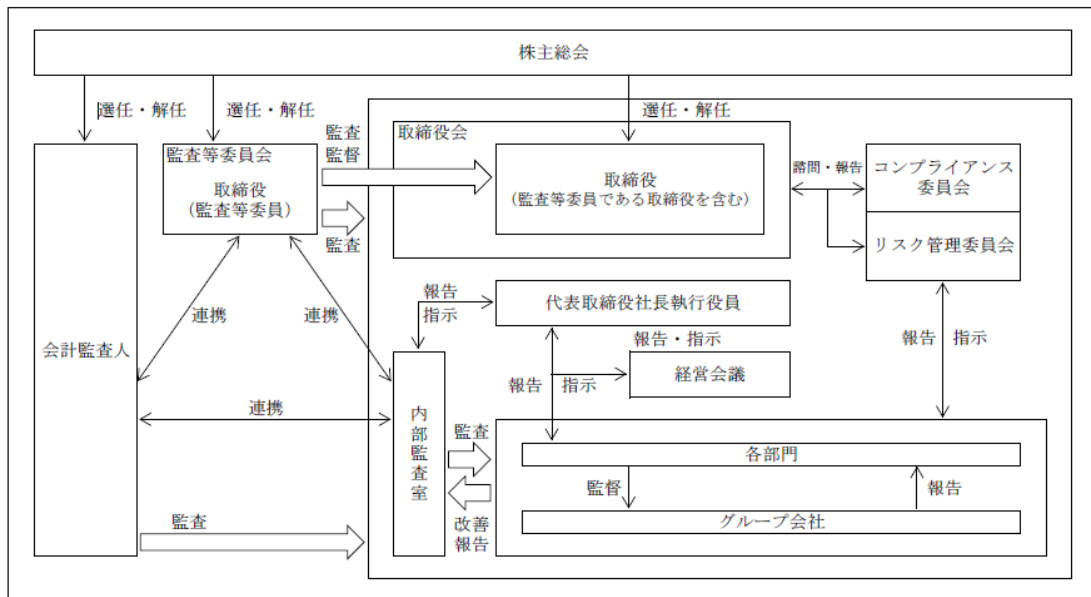 株主総会
選任・解任
選任・解任
選任・解任
監査等委員会
取締役
（監査等委員）
監査
監督
監査
取締役会
取締役
（監査等委員である取締役を含む）
諮問・報告
コンプライアンス
委員会
リスク管理委員会
会計監査人
連携
連携
連携
報告
指示
代表取締役社長執行役員
報告・指示
報告
指示
経営会議
報告
指示
内部監査室
監査
改善
報告
各部門
監督
報告
グループ会社
監査